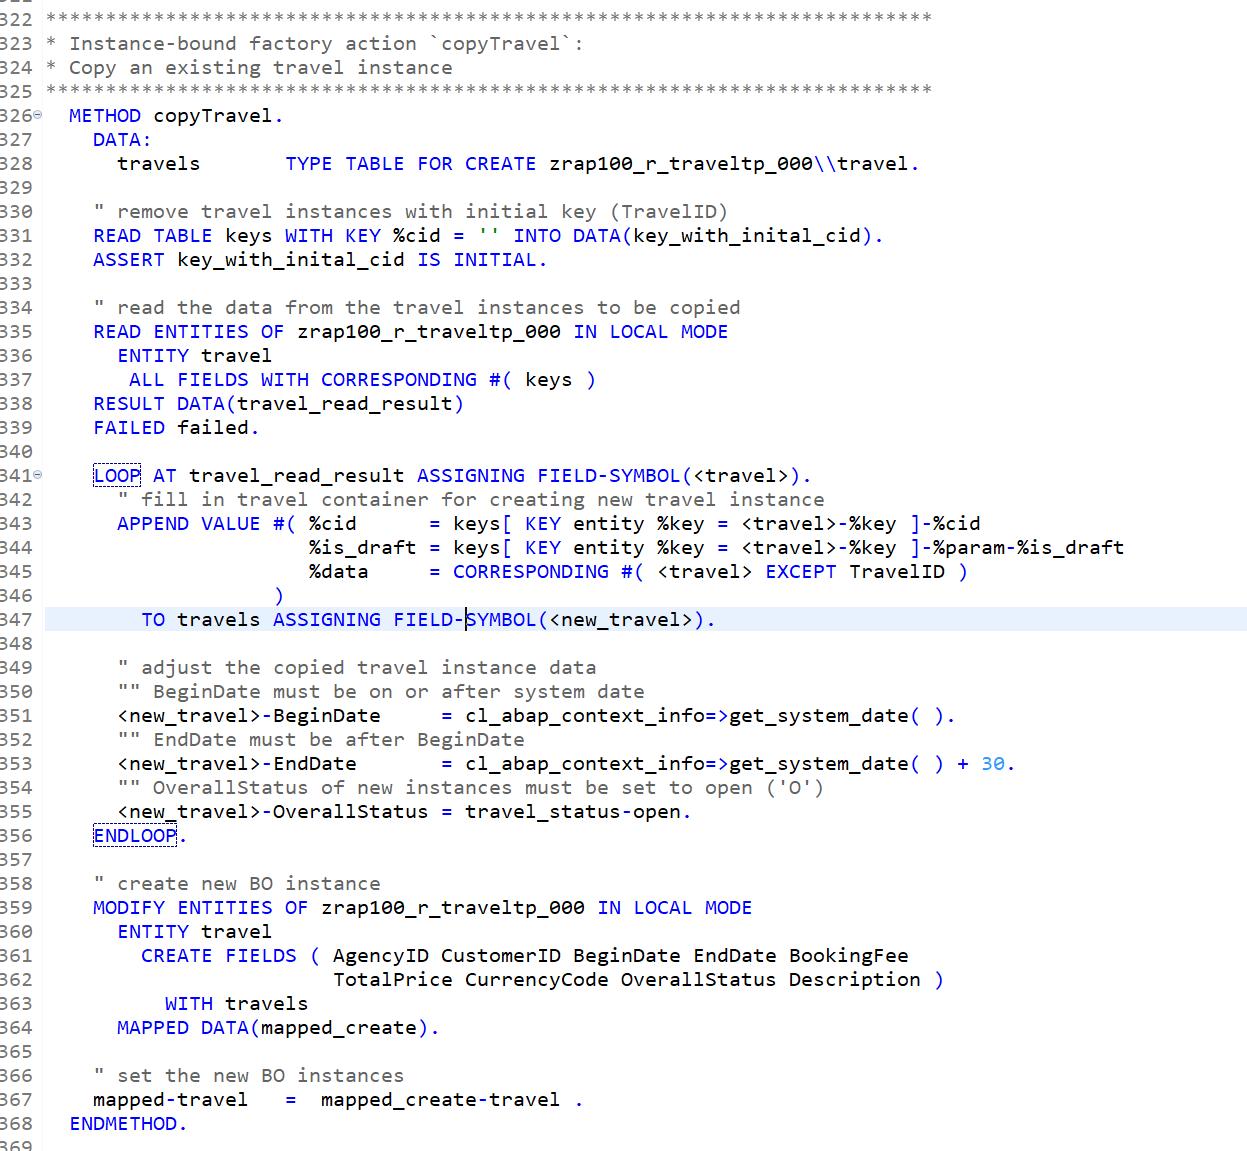 322 **************************************************************************
323 * Instance-bound factory action `copyTravel`:
324 * Copy an existing travel instance
325 **************************************************************************
326   METHOD copyTravel.
327     DATA:
328       travels       TYPE TABLE FOR CREATE zrap100_r_traveltp_000\\travel.
329
330     " remove travel instances with initial key (TravelID)
331     READ TABLE keys WITH KEY %cid = '' INTO DATA(key_with_inital_cid).
332     ASSERT key_with_inital_cid IS INITIAL.
333
334     " read the data from the travel instances to be copied
335     READ ENTITIES OF zrap100_r_traveltp_000 IN LOCAL MODE
336       ENTITY travel
337        ALL FIELDS WITH CORRESPONDING #( keys )
338     RESULT DATA(travel_read_result)
339     FAILED failed.
340
341     LOOP AT travel_read_result ASSIGNING FIELD-SYMBOL(<travel>).
342       " fill in travel container for creating new travel instance
343       APPEND VALUE #( %cid      = keys[ KEY entity %key = <travel>-%key ]-%cid
344                       %is_draft = keys[ KEY entity %key = <travel>-%key ]-%param-%is_draft
345                       %data     = CORRESPONDING #( <travel> EXCEPT TravelID )
346                    )
347         TO travels ASSIGNING FIELD-SYMBOL(<new_travel>).
348
349       " adjust the copied travel instance data
350       "" BeginDate must be on or after system date
351       <new_travel>-BeginDate     = cl_abap_context_info=>get_system_date( ).
352       "" EndDate must be after BeginDate
353       <new_travel>-EndDate       = cl_abap_context_info=>get_system_date( ) + 30.
354       "" OverallStatus of new instances must be set to open ('O')
355       <new_travel>-OverallStatus = travel_status-open.
356     ENDLOOP.
357
358     " create new BO instance
359     MODIFY ENTITIES OF zrap100_r_traveltp_000 IN LOCAL MODE
360       ENTITY travel
361         CREATE FIELDS ( AgencyID CustomerID BeginDate EndDate BookingFee
362                         TotalPrice CurrencyCode OverallStatus Description )
363           WITH travels
364       MAPPED DATA(mapped_create).
365
366     " set the new BO instances
367     mapped-travel   =  mapped_create-travel .
368   ENDMETHOD.
369